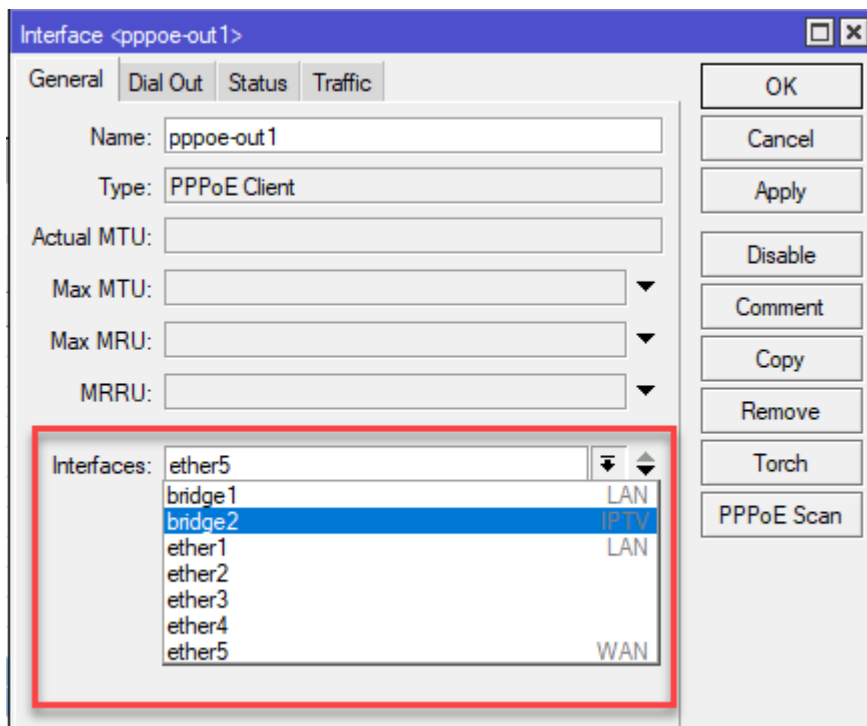 Interface <pppoe-out1>
General Dial Out Status Traffic
Name: pppoe-out1
Type: PPPoE Client
Actual MTU:
Max MTU:
Max MRU:
MRRU:
Interfaces: ether5
bridge1 LAN
bridge2 IPTV
ether1 LAN
ether2
ether3
ether4
ether5 WAN
OK
Cancel
Apply
Disable
Comment
Copy
Remove
Torch
PPPoE Scan